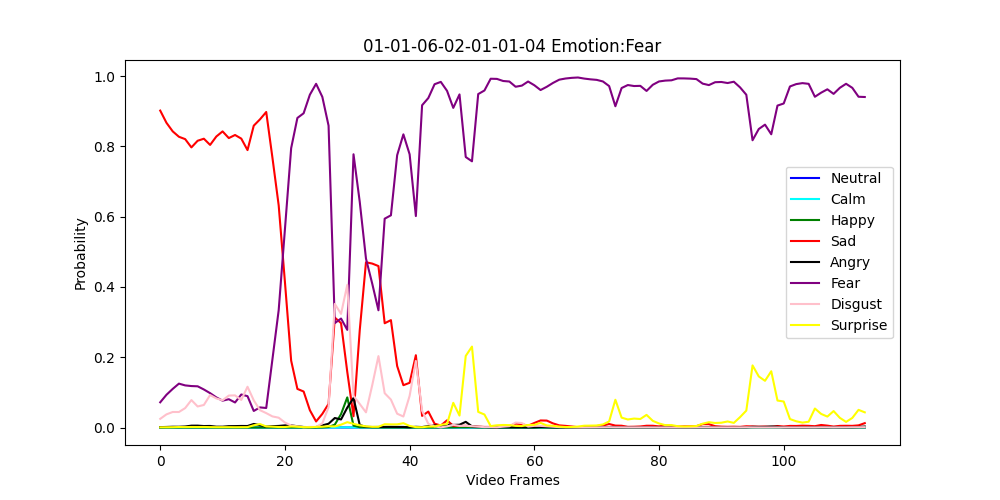 01-01-06-02-01-01-04 Emotion:Fear
Probability
1.0
0.8
0.6
0.4
0.2
0.0
Neutral
Calm
Happy
Sad
Angry
Fear
Disgust
Surprise
0 20 40 60 80 100
Video Frames